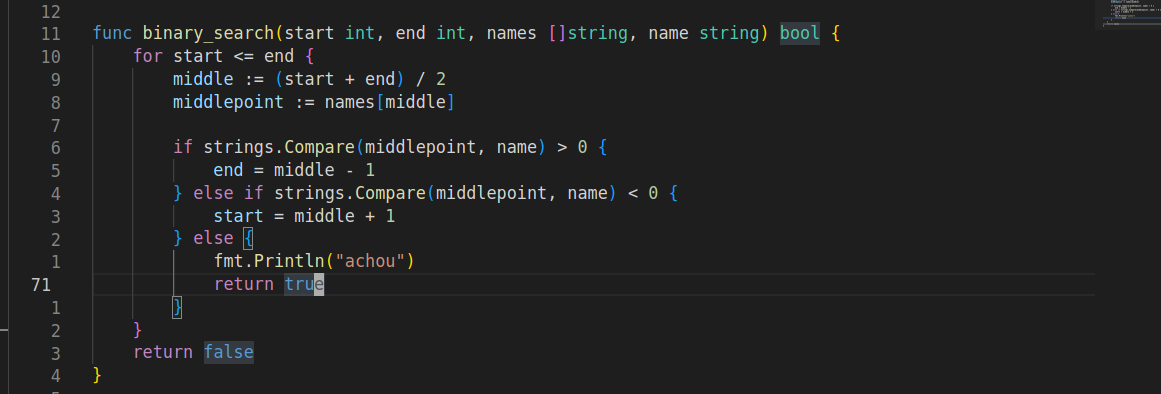 12
11 func binary_search(start int, end int, names []string, name string) bool {
10 for start <= end {
9 middle := (start + end) / 2
8 middlepoint := names[middle]
7
6 if strings.Compare(middlepoint, name) > 0 {
5 end = middle - 1
4 } else if strings.Compare(middlepoint, name) < 0 {
3 start = middle + 1
2 } else {
1 fmt.Println("achou")
71 return true
1 }
2 }
3 return false
4 }